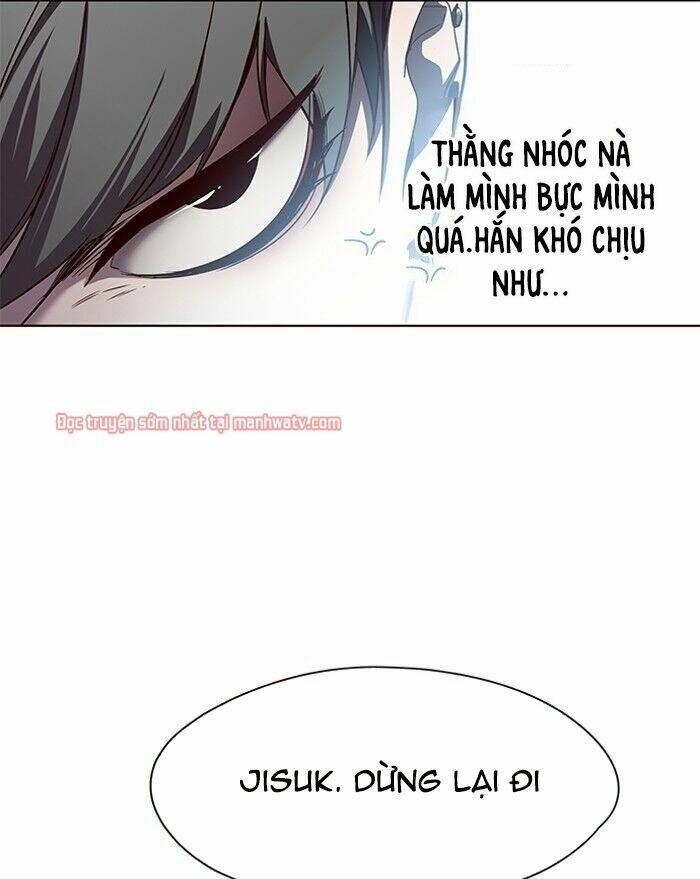 THẰNG NHÓC NÀ
LÀM MÌNH BỰC MÌNH
QUÁ.HẮN KHÓ CHỊU
NHƯ...
Đọc truyện sớm nhất tại manhwatv.com
JISUK. DỪNG LẠI ĐI